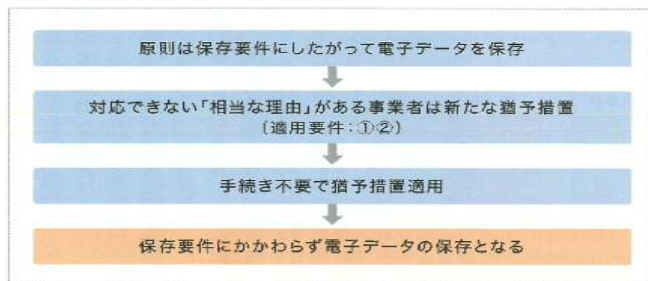 原則は保存要件にしたがって電子データを保存
対応できない「相当な理由」がある事業者は新たな猶予措置
〔適用要件：①②〕
手続き不要で猶予措置適用
保存要件にかかわらず電子データの保存となる